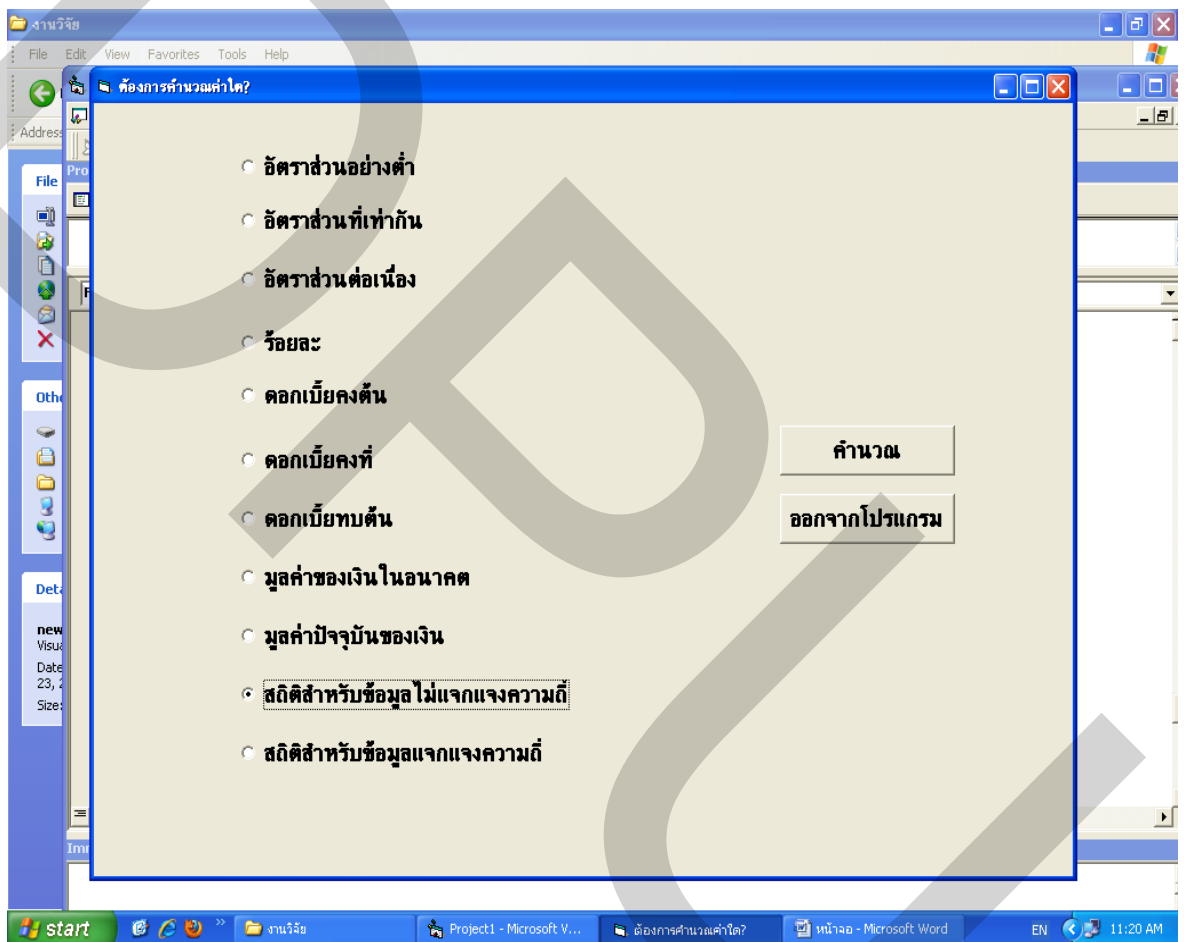 งานวิจัย
File Edit View Favorites Tools Help
ต้องการคำนวณค่าใด?
Address
File
Pro
อัตราส่วนอย่างต่ำ
อัตราส่วนที่เท่ากัน
อัตราส่วนต่อเนื่อง
ร้อยละ
ดอกเบี้ยคงต้น
ดอกเบี้ยคงที่
ดอกเบี้ยทบต้น
มูลค่าของเงินในอนาคต
มูลค่าปัจจุบันของเงิน
สถิติสำหรับข้อมูลไม่แจกแจงความถี่
สถิติสำหรับข้อมูลแจกแจงความถี่
คำนวณ
ออกจากโปรแกรม
Othe
Deta
new
Visua
Date
23, 2
Size:
Imm
start
งานวิจัย
Project1 - Microsoft V...
ต้องการคำนวณค่าใด?
หน้าจอ - Microsoft Word
EN
11:20 AM